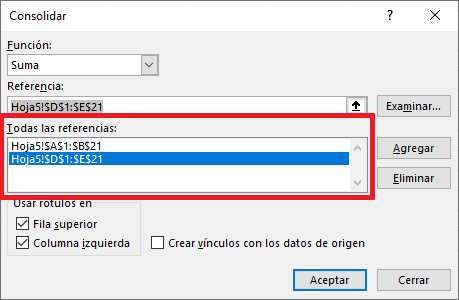 Consolidar
Función:
Suma
Referencia:
Hoja5!$D$1:$E$21
Examinar...
Todas las referencias:
Hoja5!$A$1:$B$21
Hoja5!$D$1:$E$21
Agregar
Eliminar
Usar rótulos en
Fila superior
Columna izquierda
Crear vínculos con los datos de origen
Aceptar
Cerrar